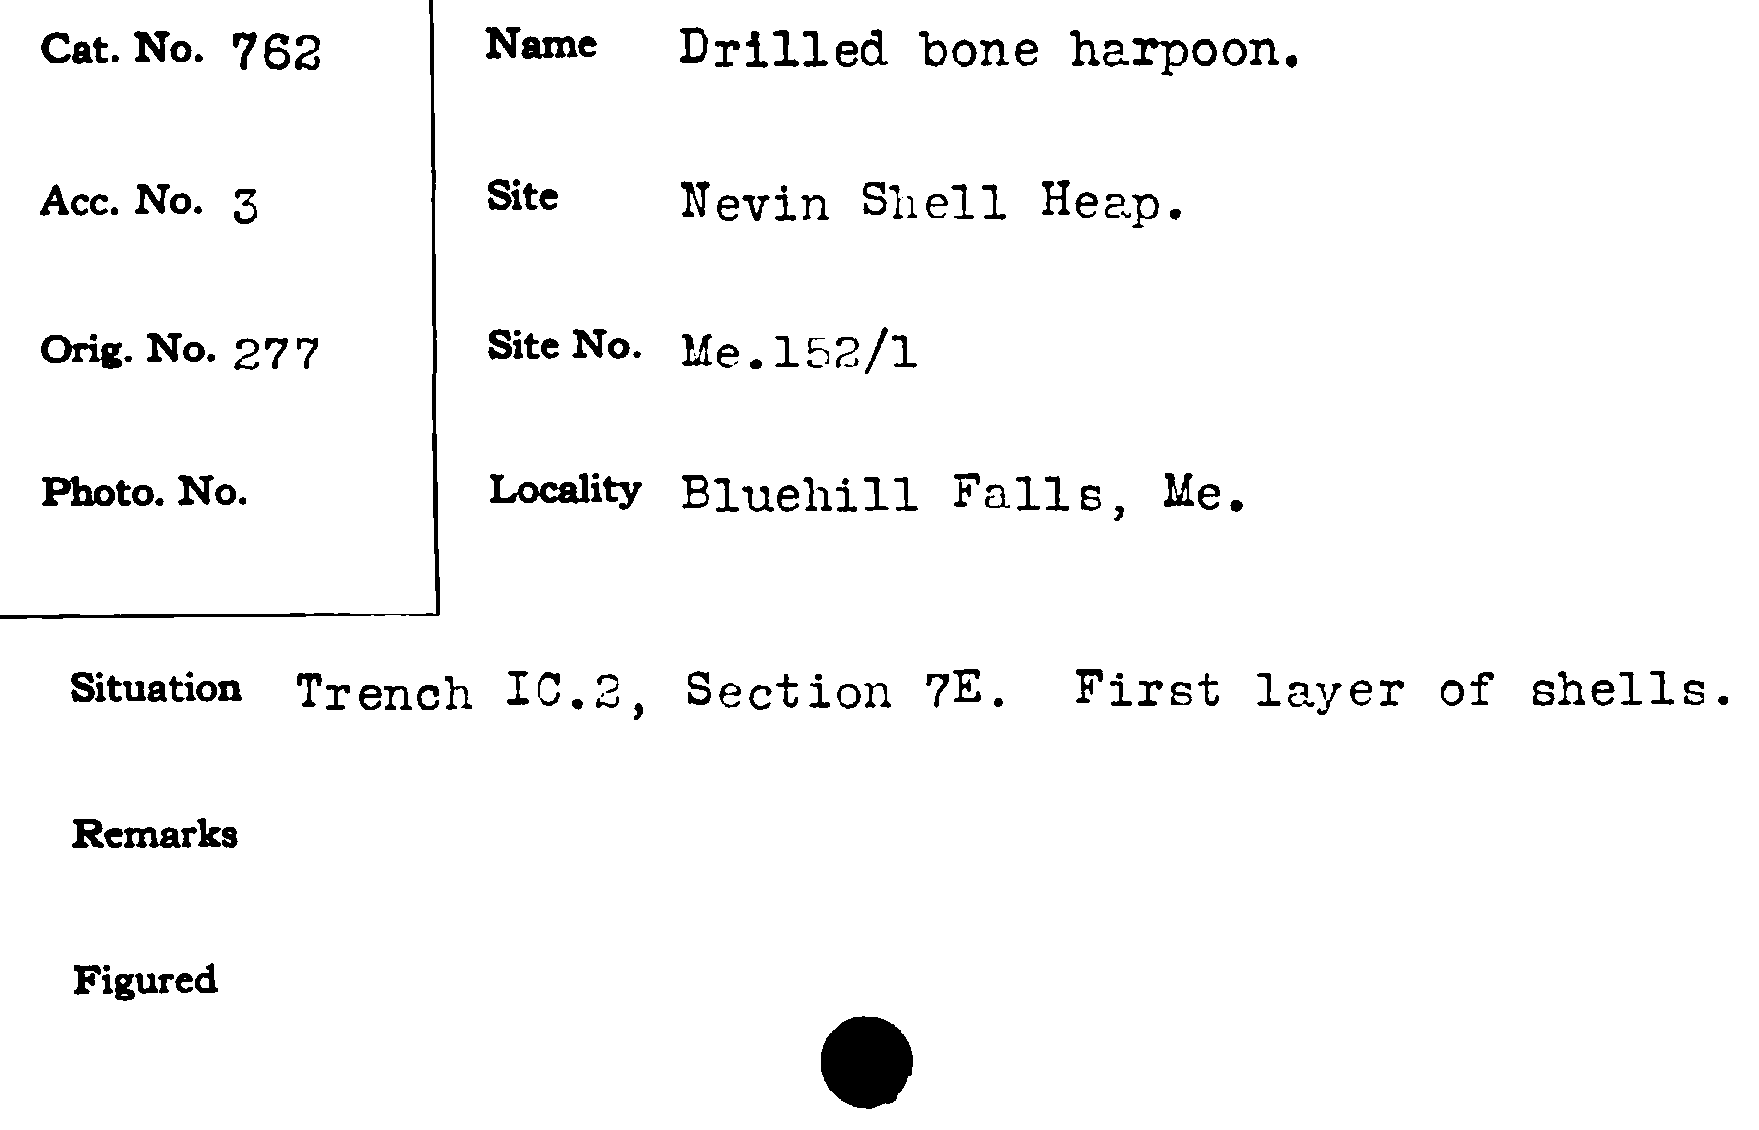 Cat. No. 762
Name Drilled bone harpoon.
Acc. No. 3
Site Nevin Shell Heap.
Orig. No. 277
Site No. Me.152/1
Photo. No.
Locality Bluehill Falls, Me.
Situation Trench IC.2, Section 7E. First layer of shells.
Remarks
Figured